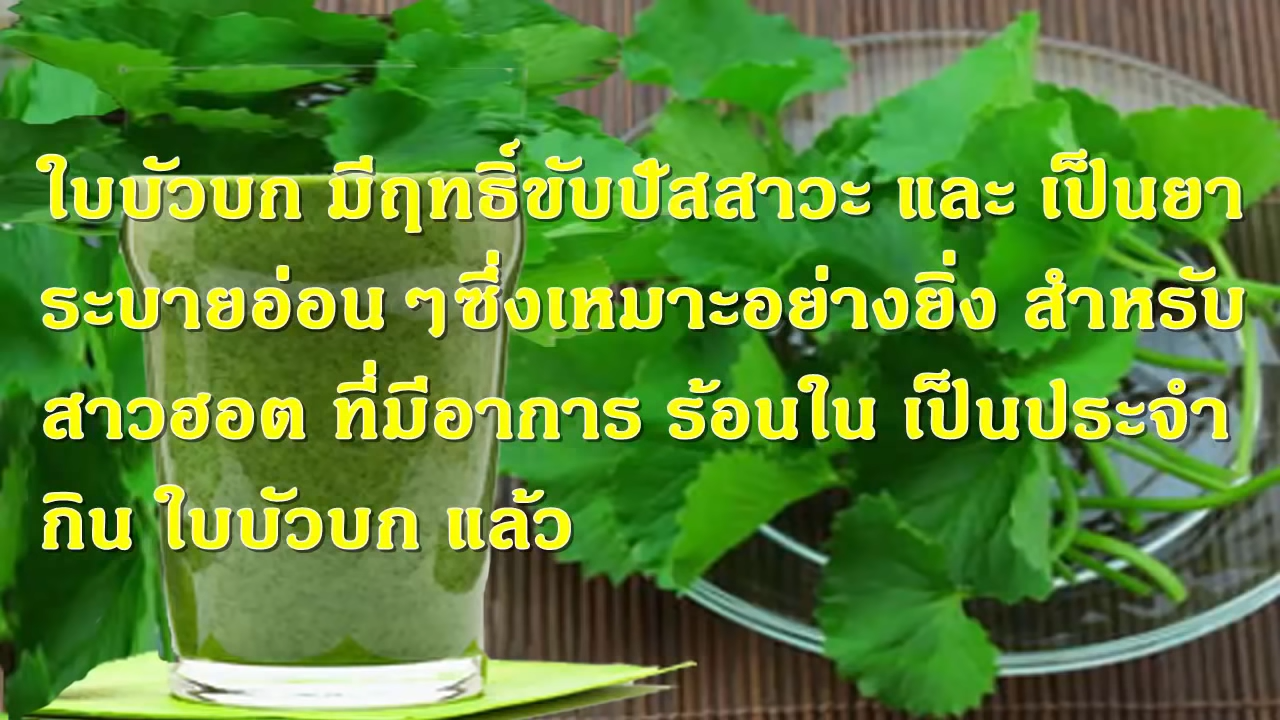 ใบบัวบก มีฤทธิ์ขับปัสสาวะ และ เป็นยา
ระบายอ่อน ๆซึ่งเหมาะอย่างยิ่ง สำหรับ
สาวฮอต ที่มีอาการ ร้อนใน เป็นประจำ
กิน ใบบัวบก แล้ว